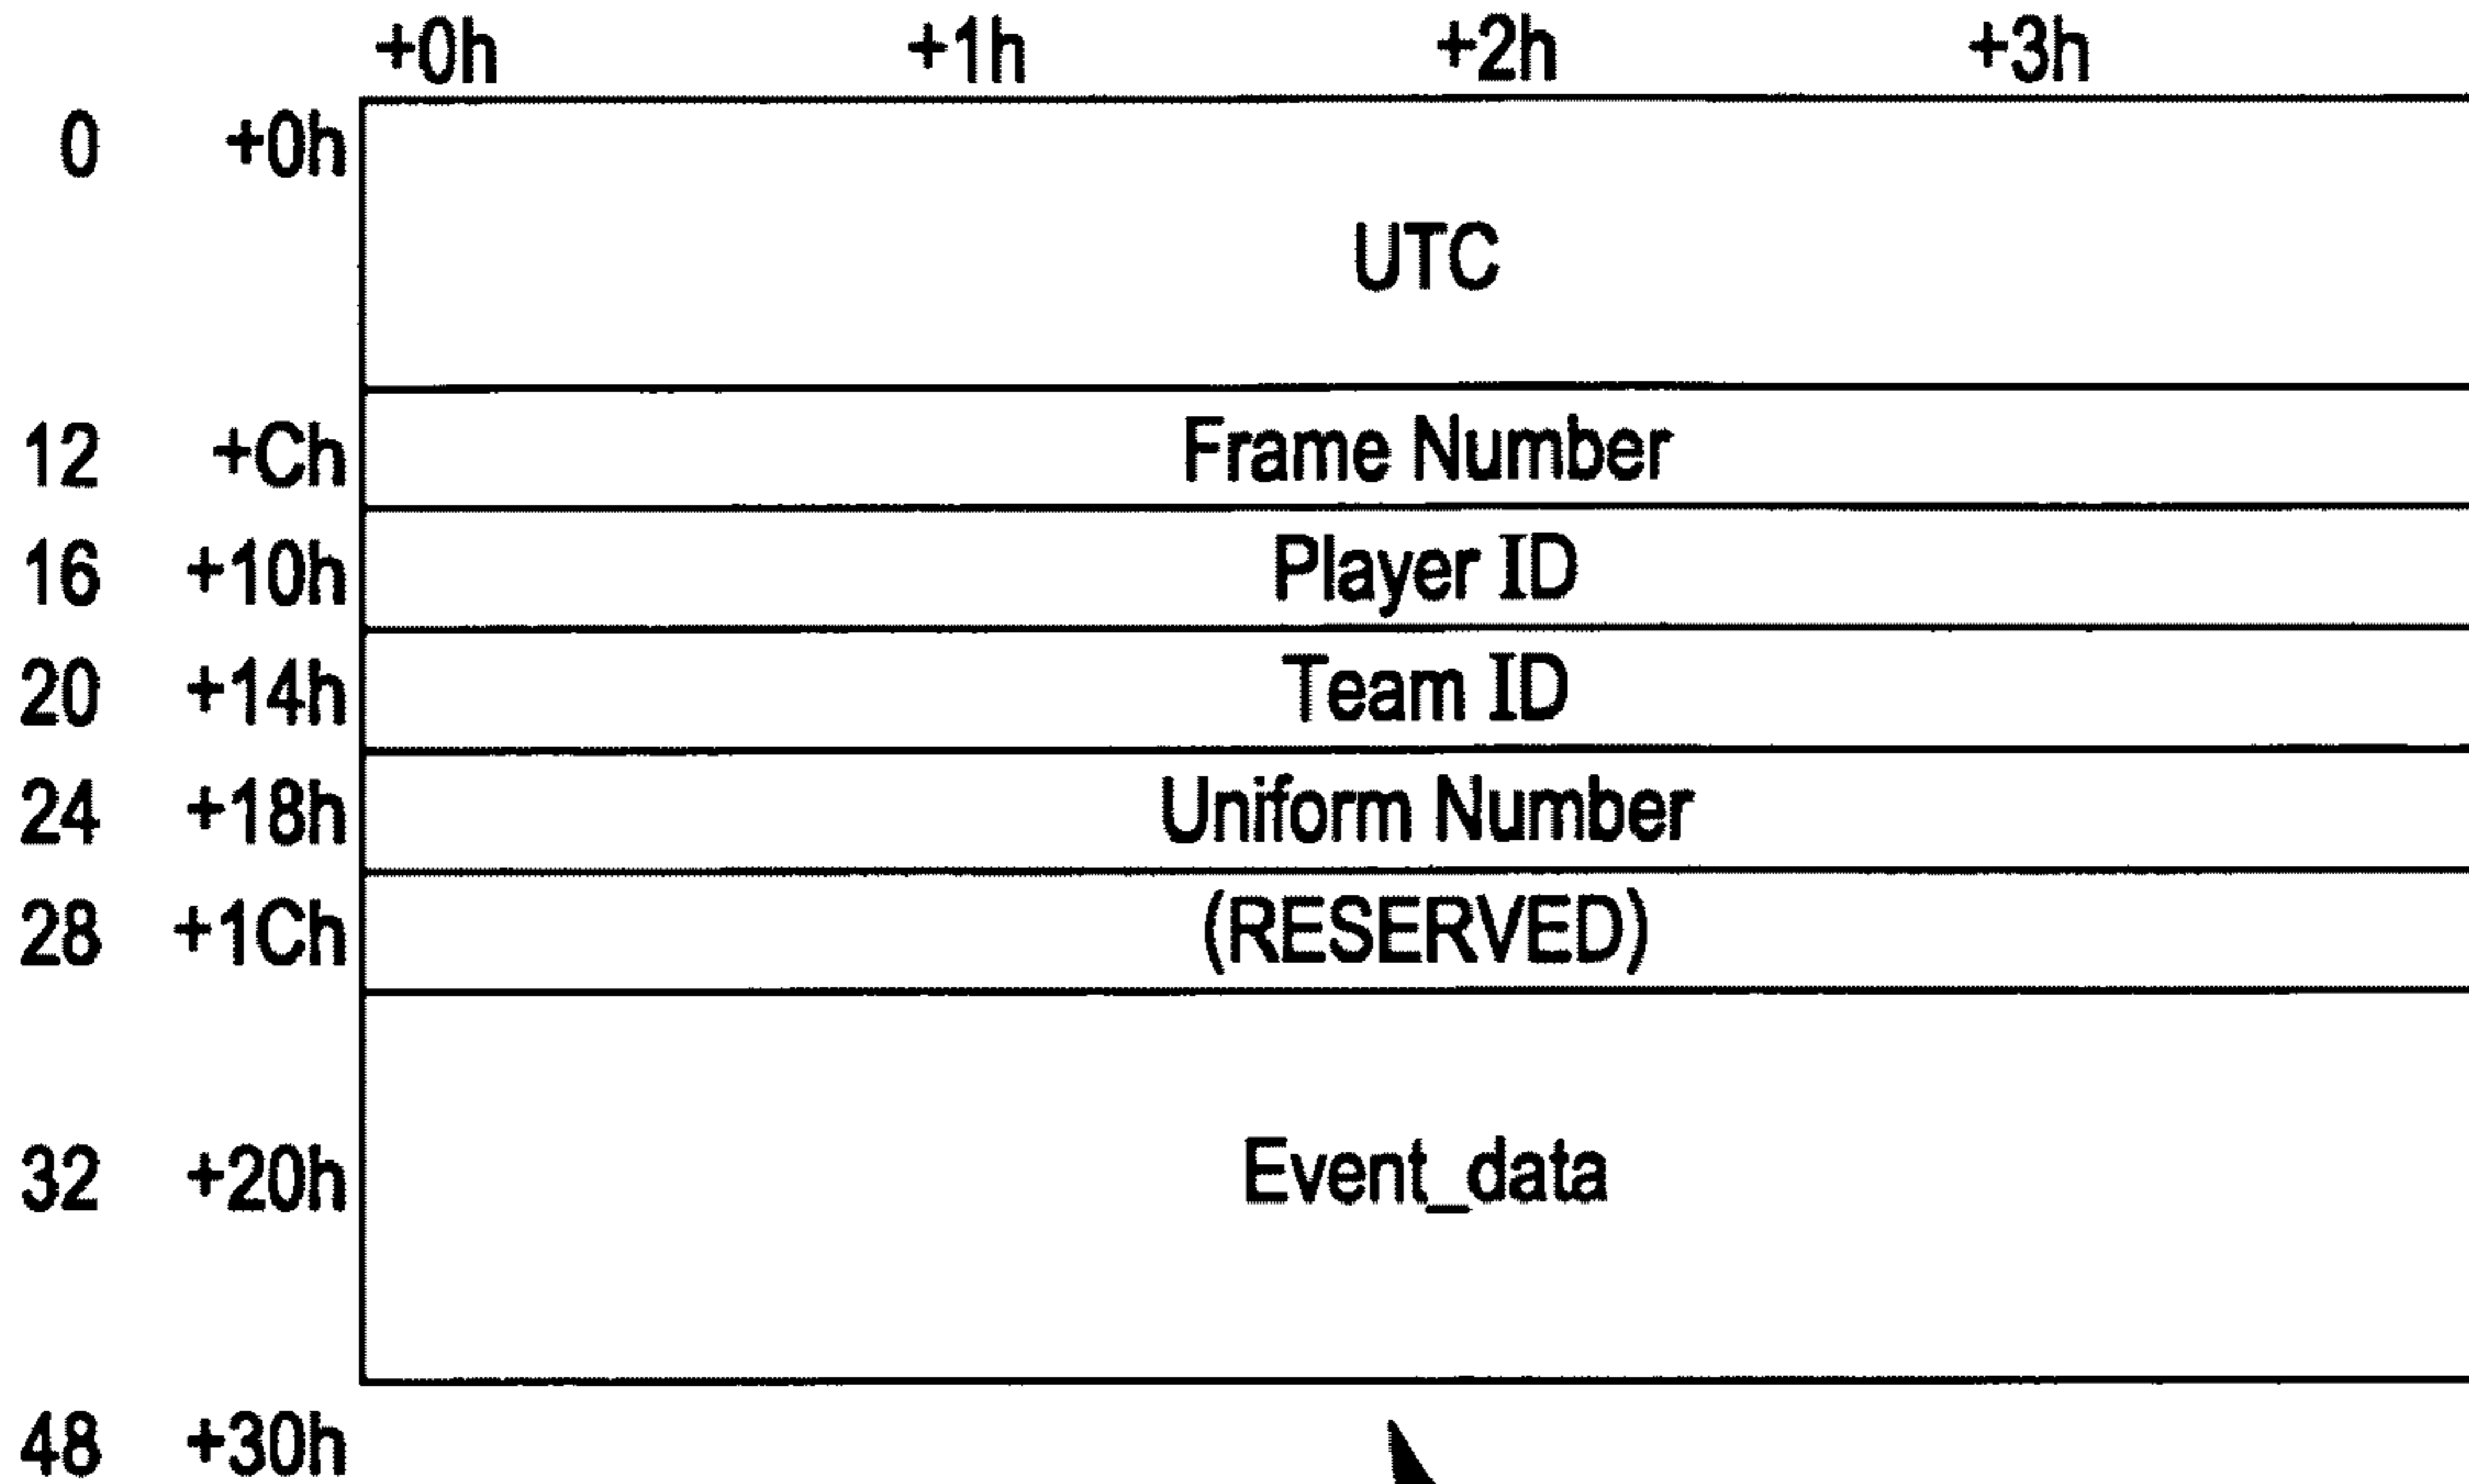 +0h +1h +2h +3h
0 +0h
UTC
12 +Ch Frame Number
16 +10h Player ID
20 +14h Team ID
24 +18h Uniform Number
28 +1Ch (RESERVED)
32 +20h Event_data
48 +30h